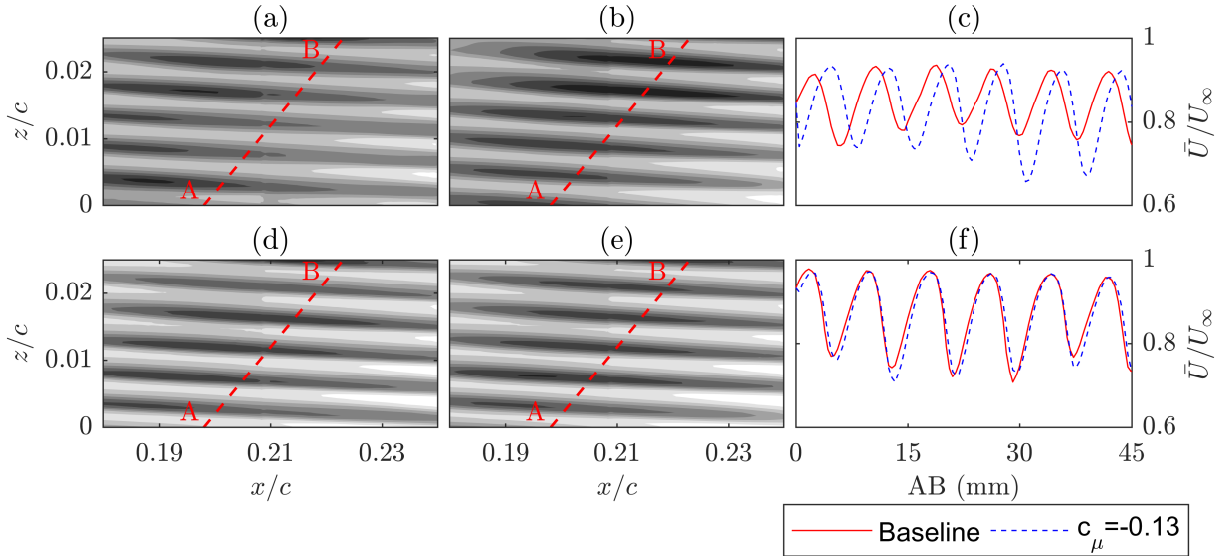 (a) (b) (c)
z/c
0.02
0.01
0
A B
A B
1
0.8
0.6
Ū/U∞
(d) (e) (f)
z/c
0.02
0.01
0
A B
A B
1
0.8
0.6
Ū/U∞
0.19 0.21 0.23
0.19 0.21 0.23
0 15 30 45
x/c x/c AB (mm)
Baseline c_μ=-0.13